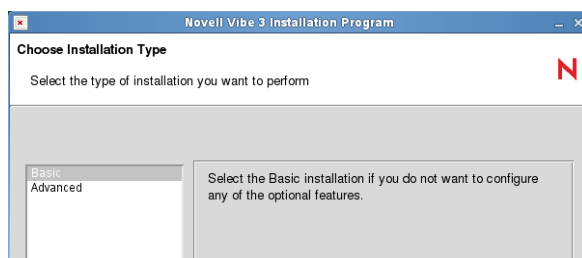 Novell Vibe 3 Installation Program
Choose Installation Type
Select the type of installation you want to perform
N
Basic
Advanced
Select the Basic installation if you do not want to configure
any of the optional features.